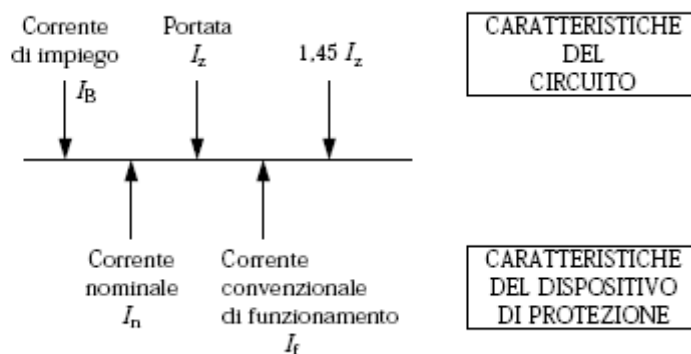 Corrente
di impiego
I_B
Portata
I_z
1,45 I_z
CARATTERISTICHE
DEL
CIRCUITO
Corrente
nominale
I_n
Corrente
convenzionale
di funzionamento
I_f
CARATTERISTICHE
DEL DISPOSITIVO
DI PROTEZIONE